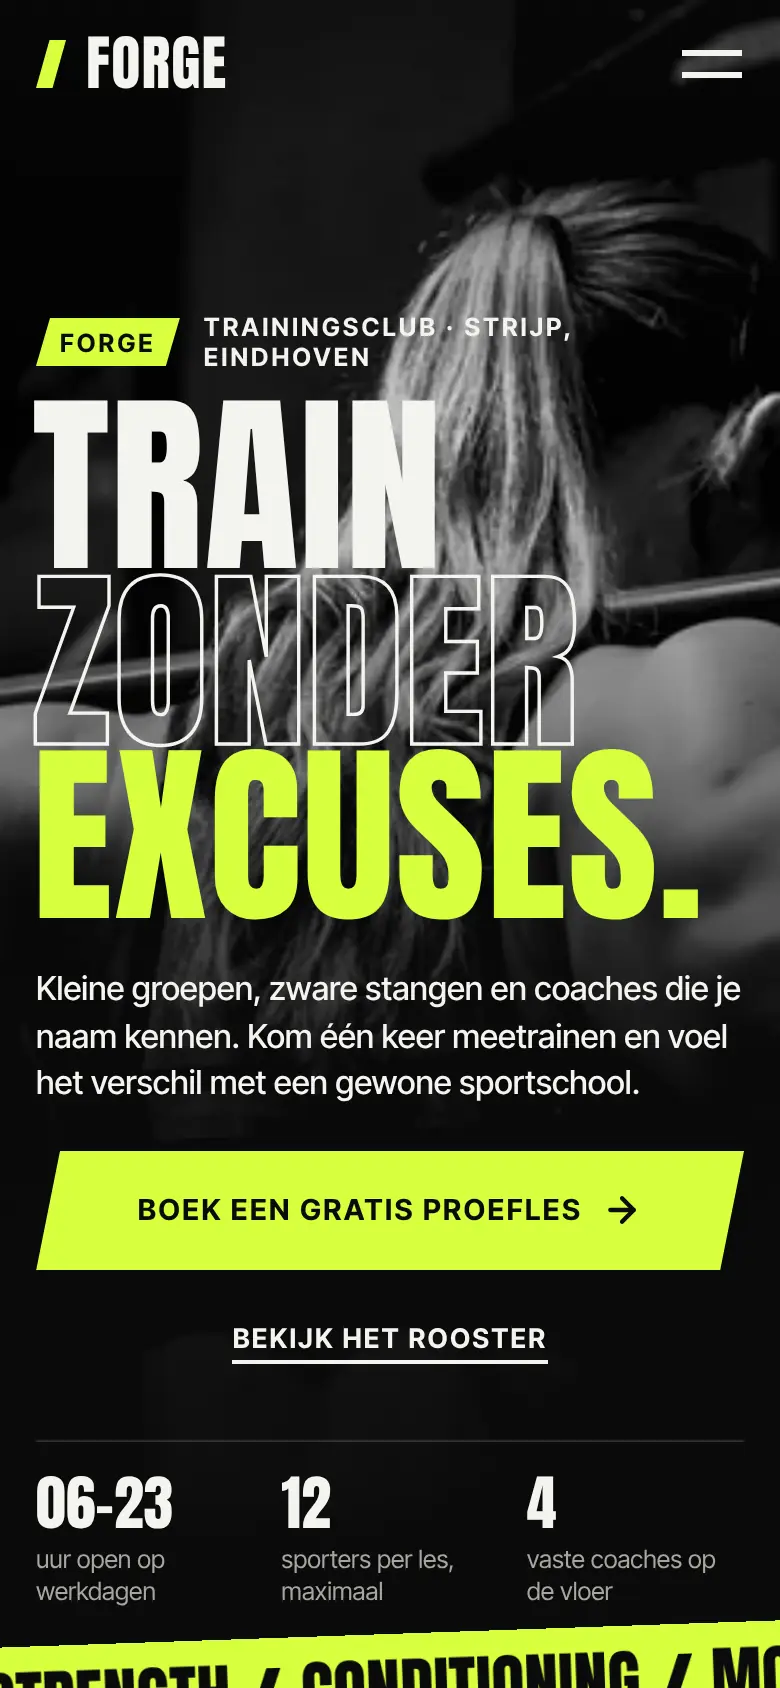 FORGE
FORGE
TRAININGSCLUB · STRIJP,
EINDHOVEN
TRAIN
ZONDER
EXCUSES.
Kleine groepen, zware stangen en coaches die je
naam kennen. Kom één keer meetrainen en voel
het verschil met een gewone sportschool.
BOEK EEN GRATIS PROEFLES →
BEKIJK HET ROOSTER
06-23
uur open op
werkdagen
12
sporters per les,
maximaal
4
vaste coaches op
de vloer
STRENGTH / CONDITIONING / MO